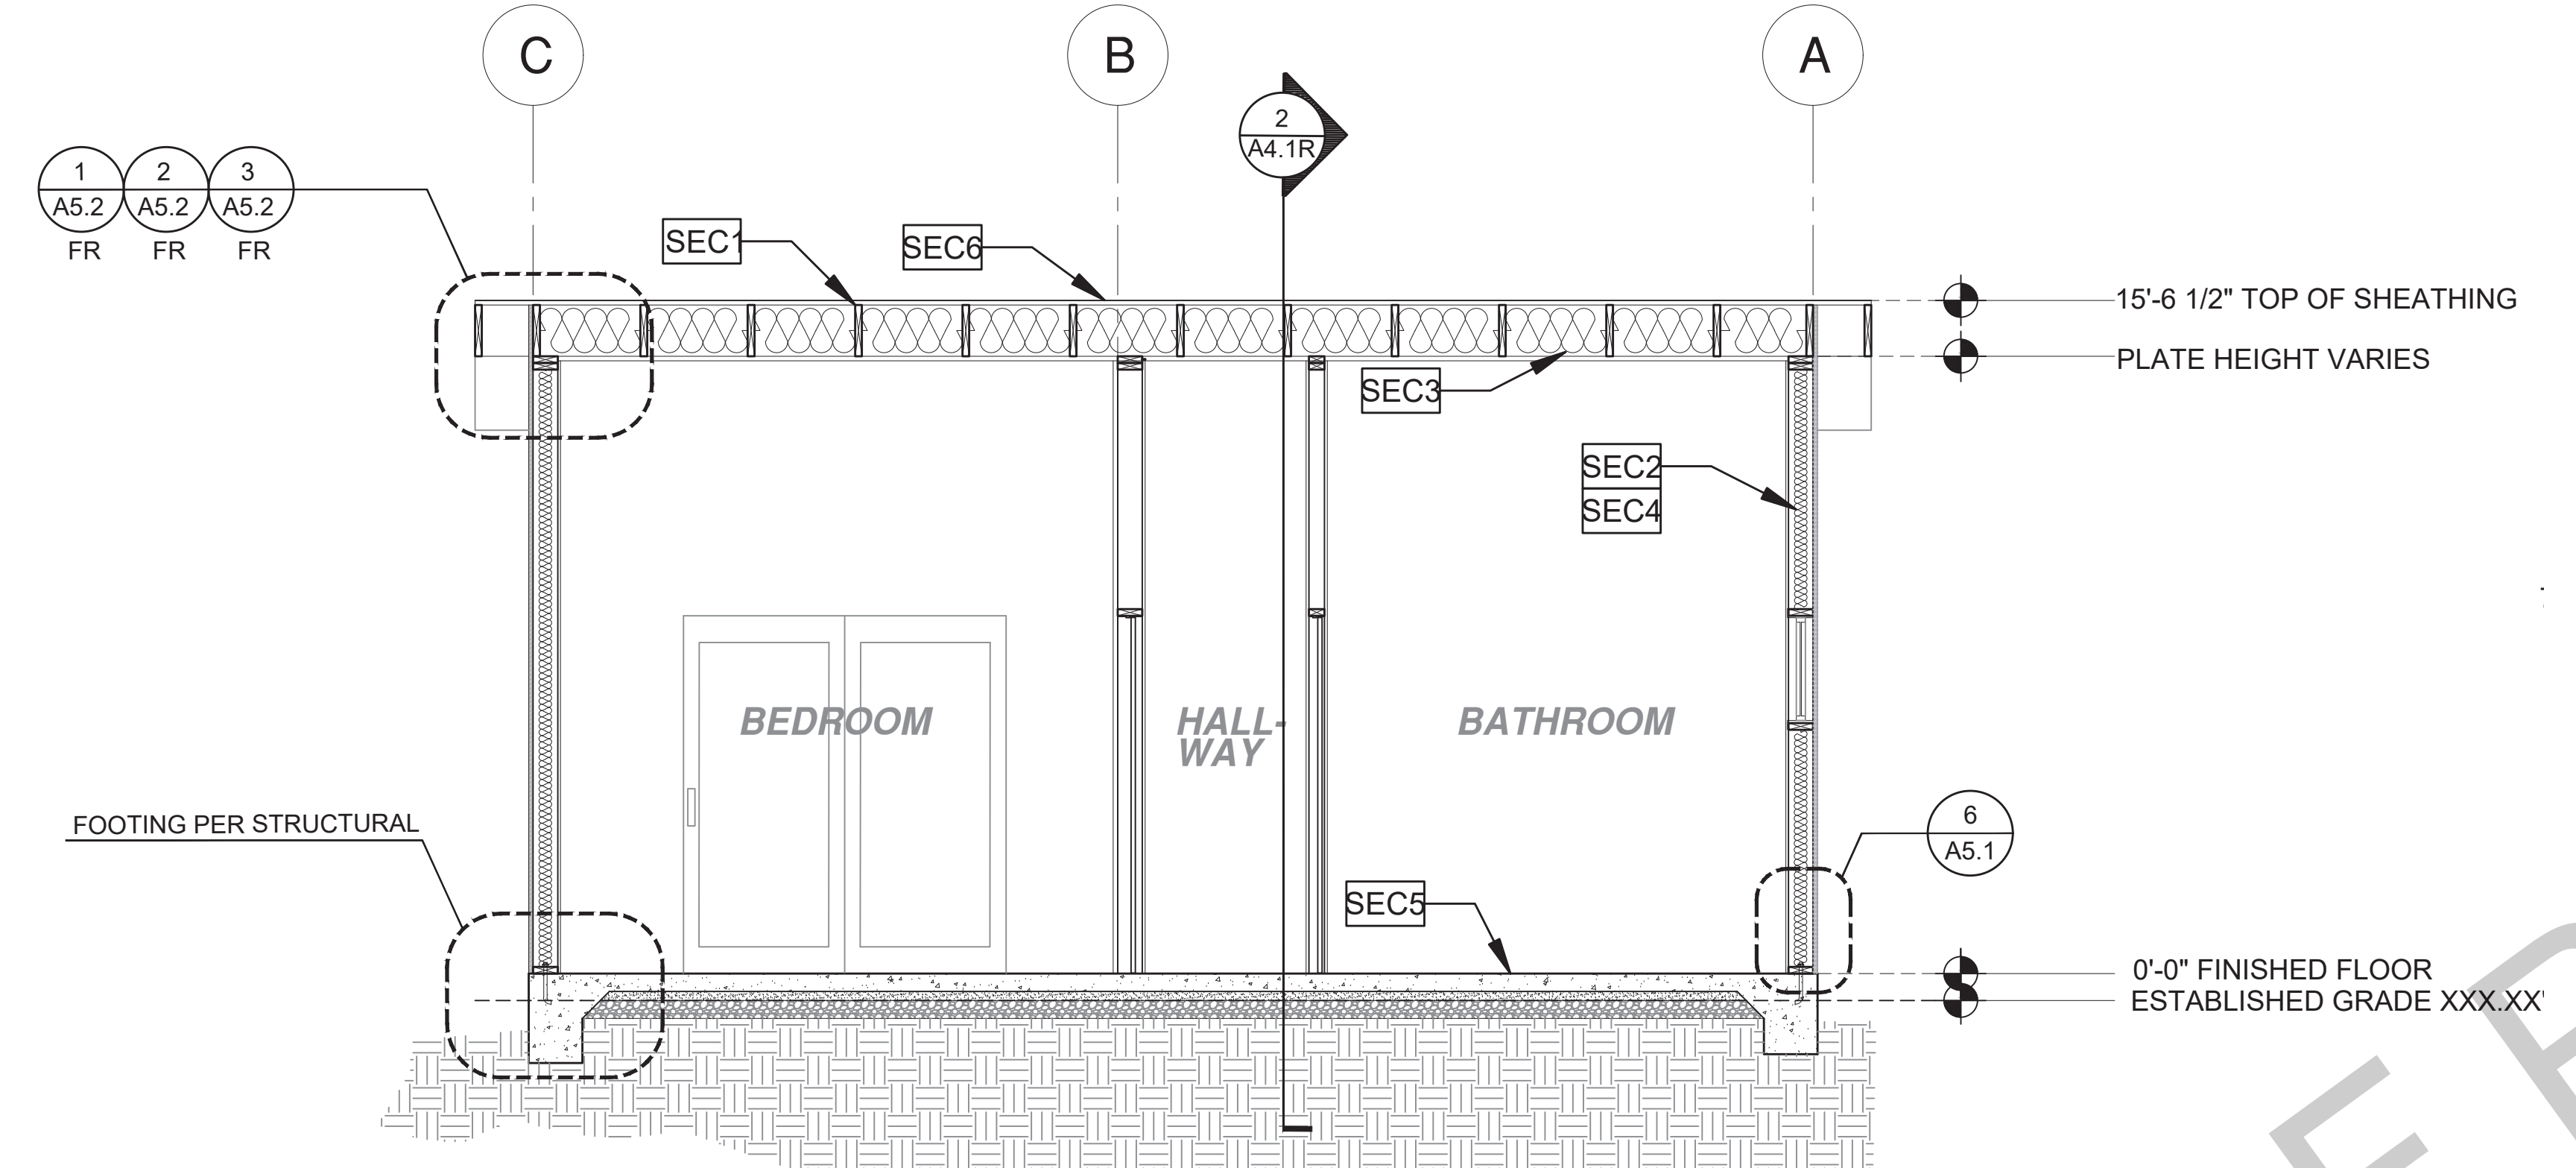 C
B
A
2
A4.1R
1
A5.2
FR
2
A5.2
FR
3
A5.2
FR
SEC1
SEC6
15'-6 1/2" TOP OF SHEATHING
PLATE HEIGHT VARIES
SEC3
SEC2
SEC4
BEDROOM
HALL-
WAY
BATHROOM
FOOTING PER STRUCTURAL
6
A5.1
SEC5
0'-0" FINISHED FLOOR
ESTABLISHED GRADE XXX.XX'